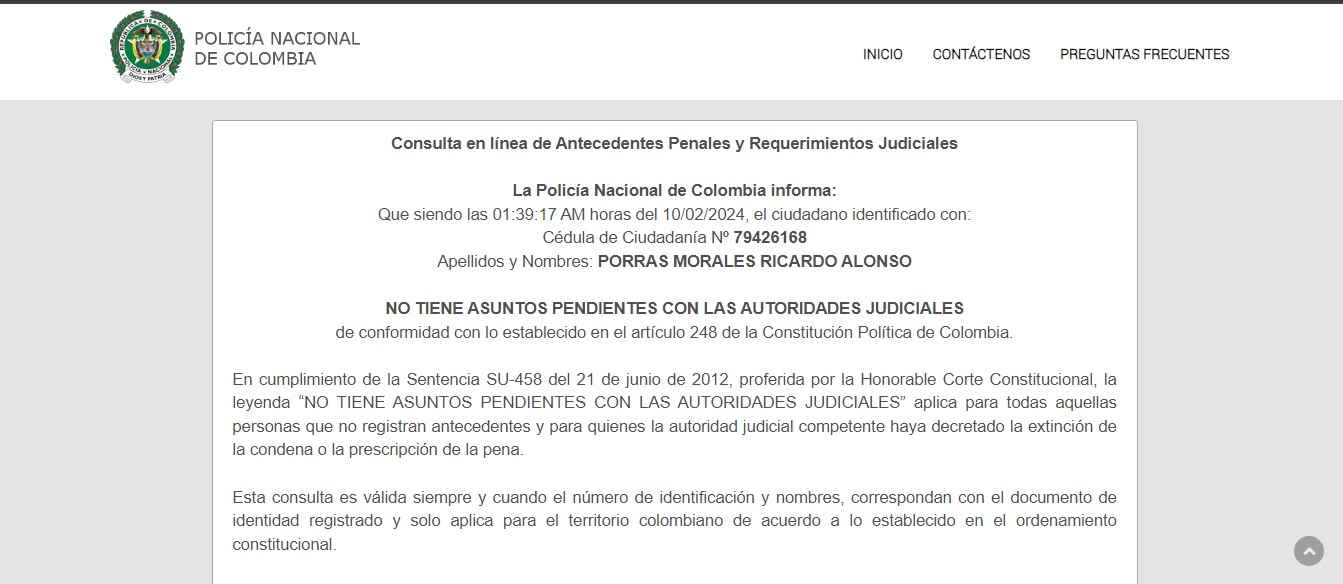 POLICÍA NACIONAL
DE COLOMBIA
INICIO
CONTÁCTENOS
PREGUNTAS FRECUENTES
Consulta en línea de Antecedentes Penales y Requerimientos Judiciales
La Policía Nacional de Colombia informa:
Que siendo las 01:39:17 AM horas del 10/02/2024, el ciudadano identificado con:
Cédula de Ciudadanía Nº 79426168
Apellidos y Nombres: PORRAS MORALES RICARDO ALONSO
NO TIENE ASUNTOS PENDIENTES CON LAS AUTORIDADES JUDICIALES
de conformidad con lo establecido en el artículo 248 de la Constitución Política de Colombia.
En cumplimiento de la Sentencia SU-458 del 21 de junio de 2012, proferida por la Honorable Corte Constitucional, la
leyenda “NO TIENE ASUNTOS PENDIENTES CON LAS AUTORIDADES JUDICIALES” aplica para todas aquellas
personas que no registran antecedentes y para quienes la autoridad judicial competente haya decretado la extinción de
la condena o la prescripción de la pena.
Esta consulta es válida siempre y cuando el número de identificación y nombres, correspondan con el documento de
identidad registrado y solo aplica para el territorio colombiano de acuerdo a lo establecido en el ordenamiento
constitucional.